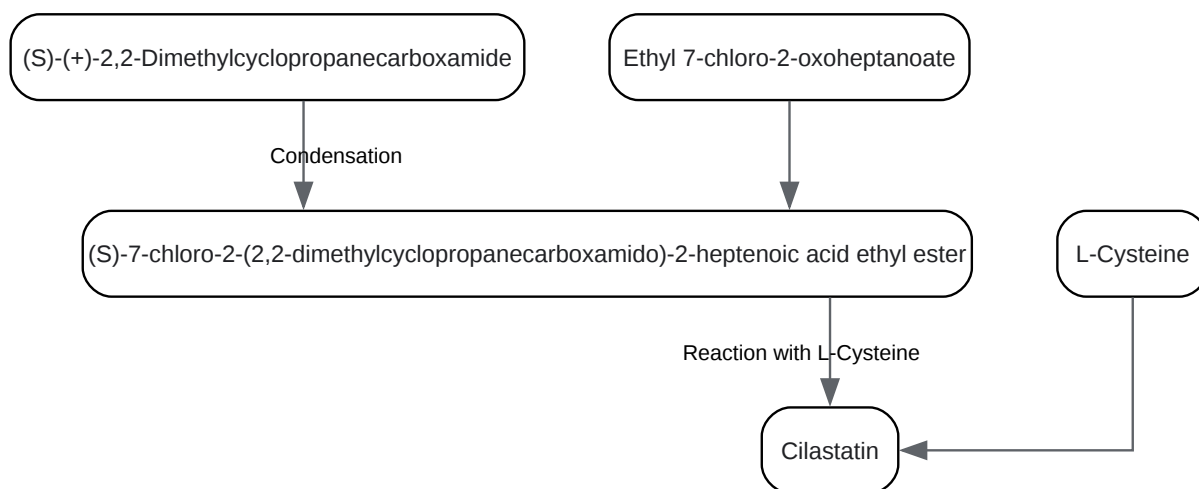 (S)-(+)-2,2-Dimethylcyclopropanecarboxamide
Ethyl 7-chloro-2-oxoheptanoate
Condensation
(S)-7-chloro-2-(2,2-dimethylcyclopropanecarboxamido)-2-heptenoic acid ethyl ester
L-Cysteine
Reaction with L-Cysteine
Cilastatin